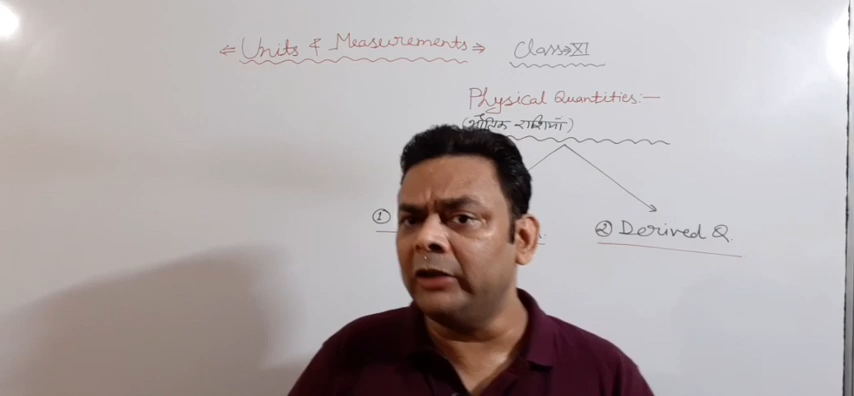 ⇐ Units & Measurements ⇒ Class → XI
Physical Quantities:—
(भौतिक राशियाँ)
①
② Derived Q.